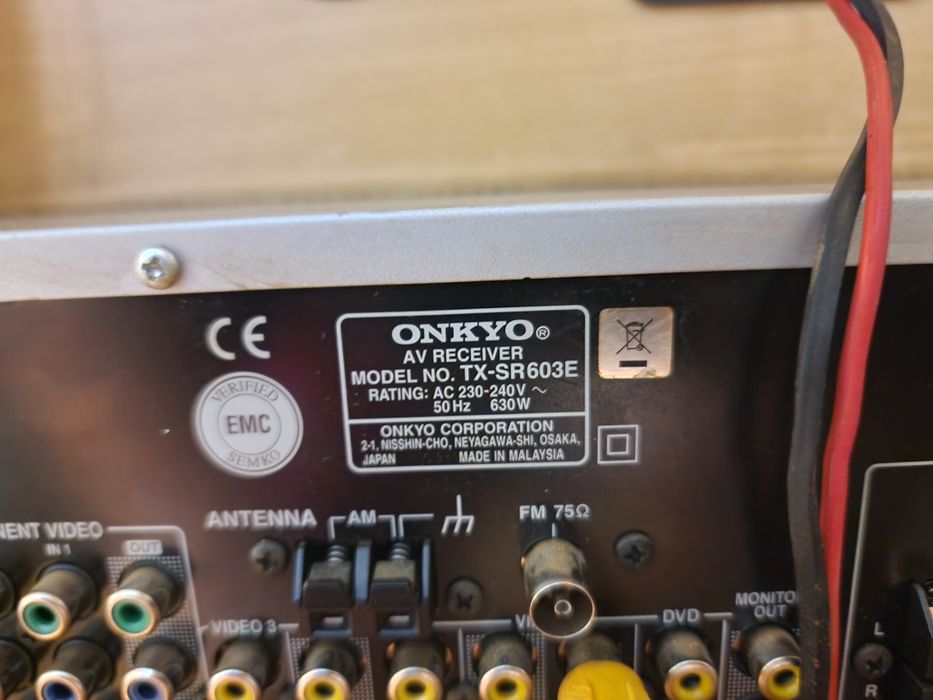 CE
VERIFIED
EMC
SEMKO
ONKYO®
AV RECEIVER
MODEL NO. TX-SR603E
RATING: AC 230-240V ~
50 Hz 630W
ONKYO CORPORATION
2-1, NISSHIN-CHO, NEYAGAWA-SHI, OSAKA,
JAPAN MADE IN MALAYSIA
ANTENNA AM
FM 75Ω
VIDEO
IN 1 OUT
VIDEO 3
DVD
MONITO
OUT
L
R